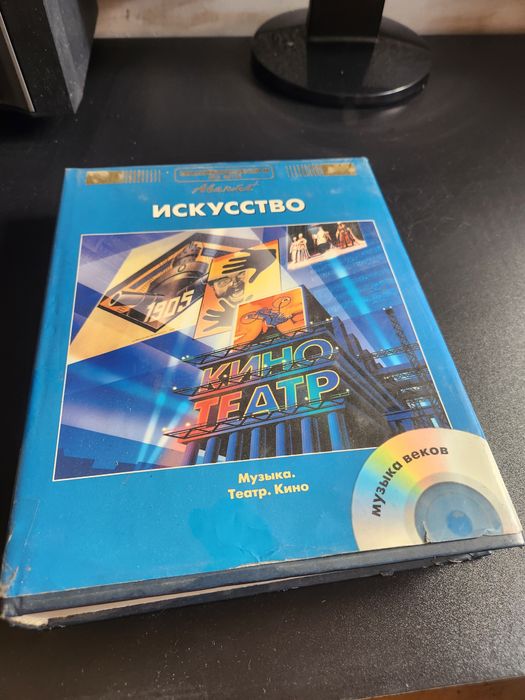 Аванта+
ИСКУССТВО
1905
КИНО
ТЕАТР
Музыка.
Театр. Кино
музыка веков